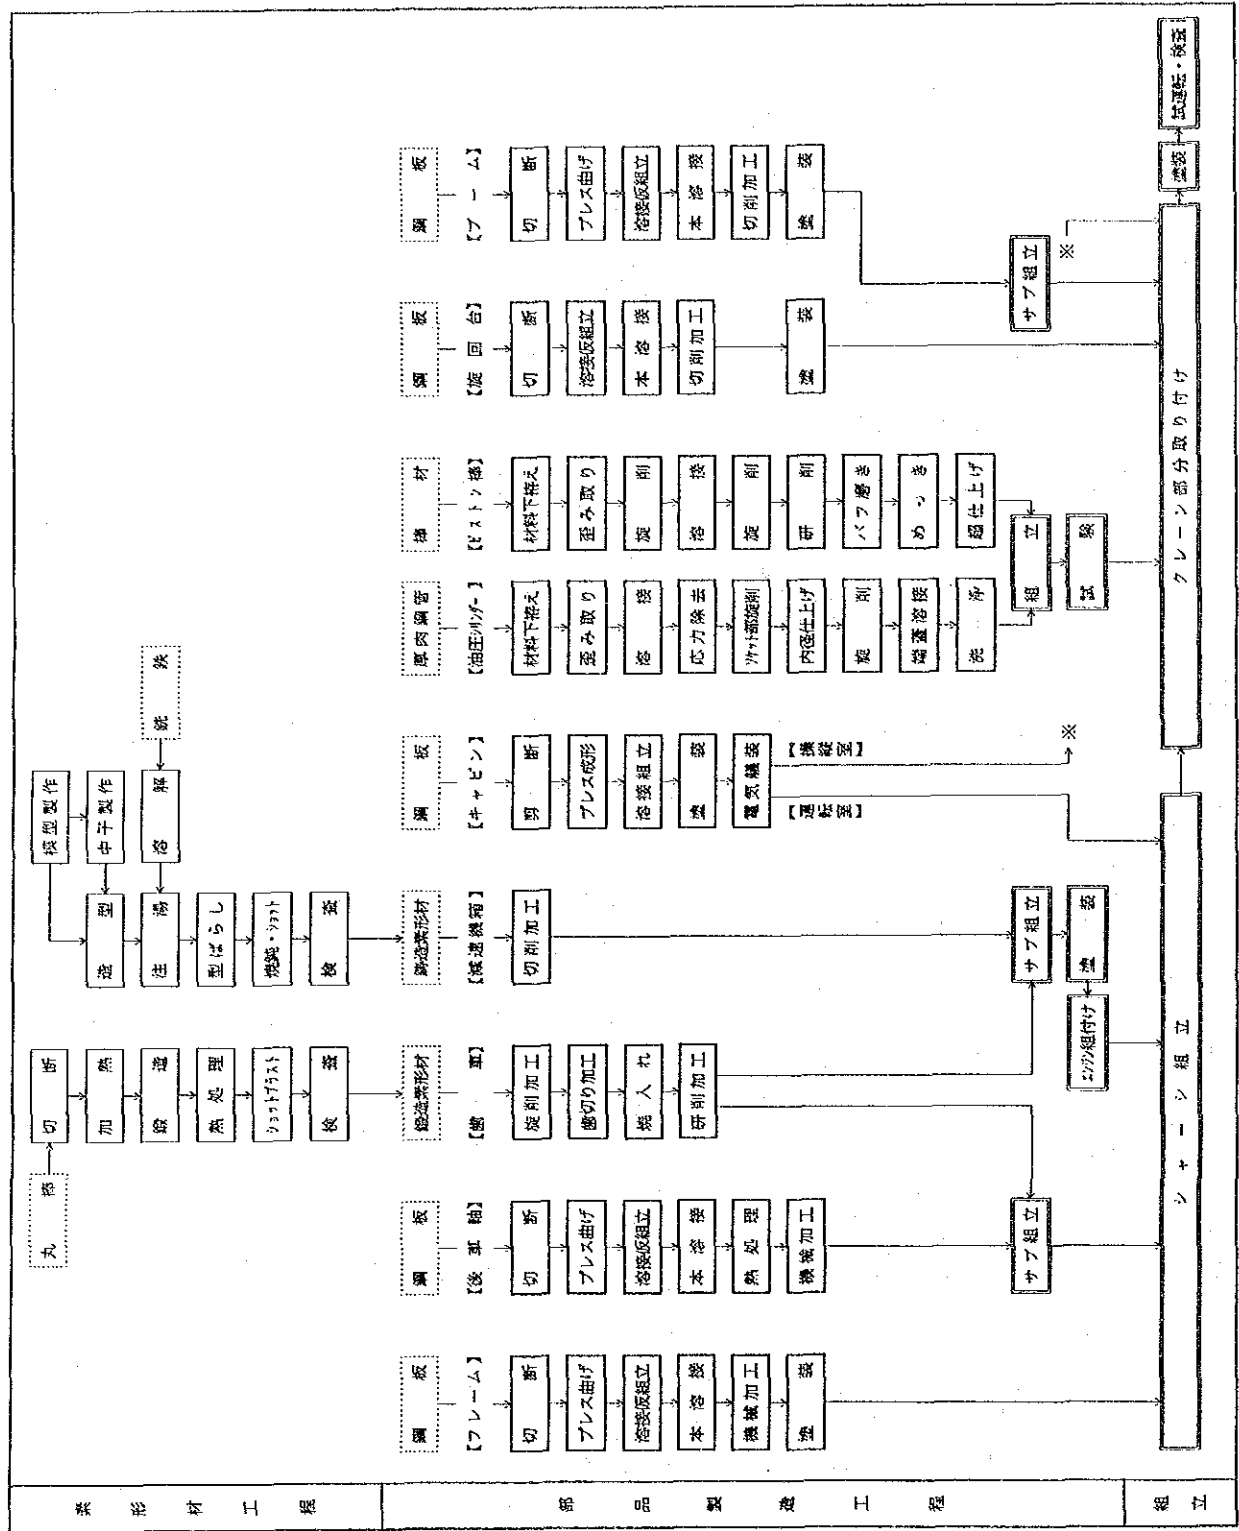 素形材工程
丸棒
切断
加熱
鍛造
熱処理
ショットブラスト
検査
模型製作
中子製作
造型
銑鉄
溶解
注湯
型ばらし
焼鈍・ショット
検査
部品製造工程
鋼板
【フレーム】
切断
プレス曲げ
溶接仮組立
本溶接
機械加工
塗装
鋼板
【後車軸】
切断
プレス曲げ
溶接仮組立
本溶接
熱処理
機械加工
サブ組立
鍛造素形材
【歯車】
旋削加工
歯切り加工
焼入れ
研削加工
鋳造素形材
【減速機箱】
切削加工
サブ組立
塗装
エンジン組付け
鋼板
【キャビン】
剪断
プレス成形
溶接組立
塗装
電気艤装
【運転室】
【操縦室】
※
厚肉鋼管
【油圧シリンダー】
材料下拵え
歪み取り
溶接
応力除去
ソケット部旋削
内径仕上げ
旋削
端蓋溶接
洗浄
棒材
【ピストン棒】
材料下拵え
歪み取り
旋削
溶接
旋削
研削
バフ磨き
めっき
超仕上げ
組立
試験
鋼板
【旋回台】
切断
溶接仮組立
本溶接
切削加工
塗装
鋼板
【ブーム】
切断
プレス曲げ
溶接仮組立
本溶接
切削加工
塗装
サブ組立
※
組立
シャーシ組立
クレーン部分取り付け
塗装
試運転・検査